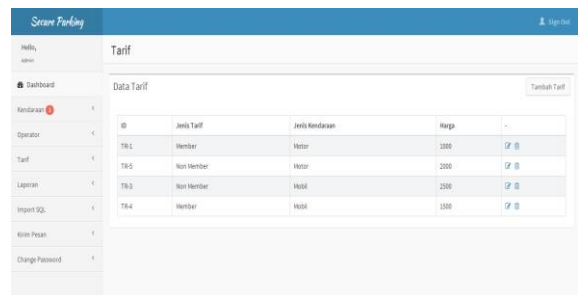 Secure Parking
Sign Out
Hello,
Admin
Tarif
Dashboard
Kendaraan
Operator
Tarif
Laporan
Import SQL
Kirim Pesan
Change Password
Data Tarif
Tambah Tarif
ID Jenis Tarif Jenis Kendaraan Harga -
TR-1 Member Motor 1000
TR-5 Non Member Motor 2000
TR-3 Non Member Mobil 2500
TR-4 Member Mobil 1500